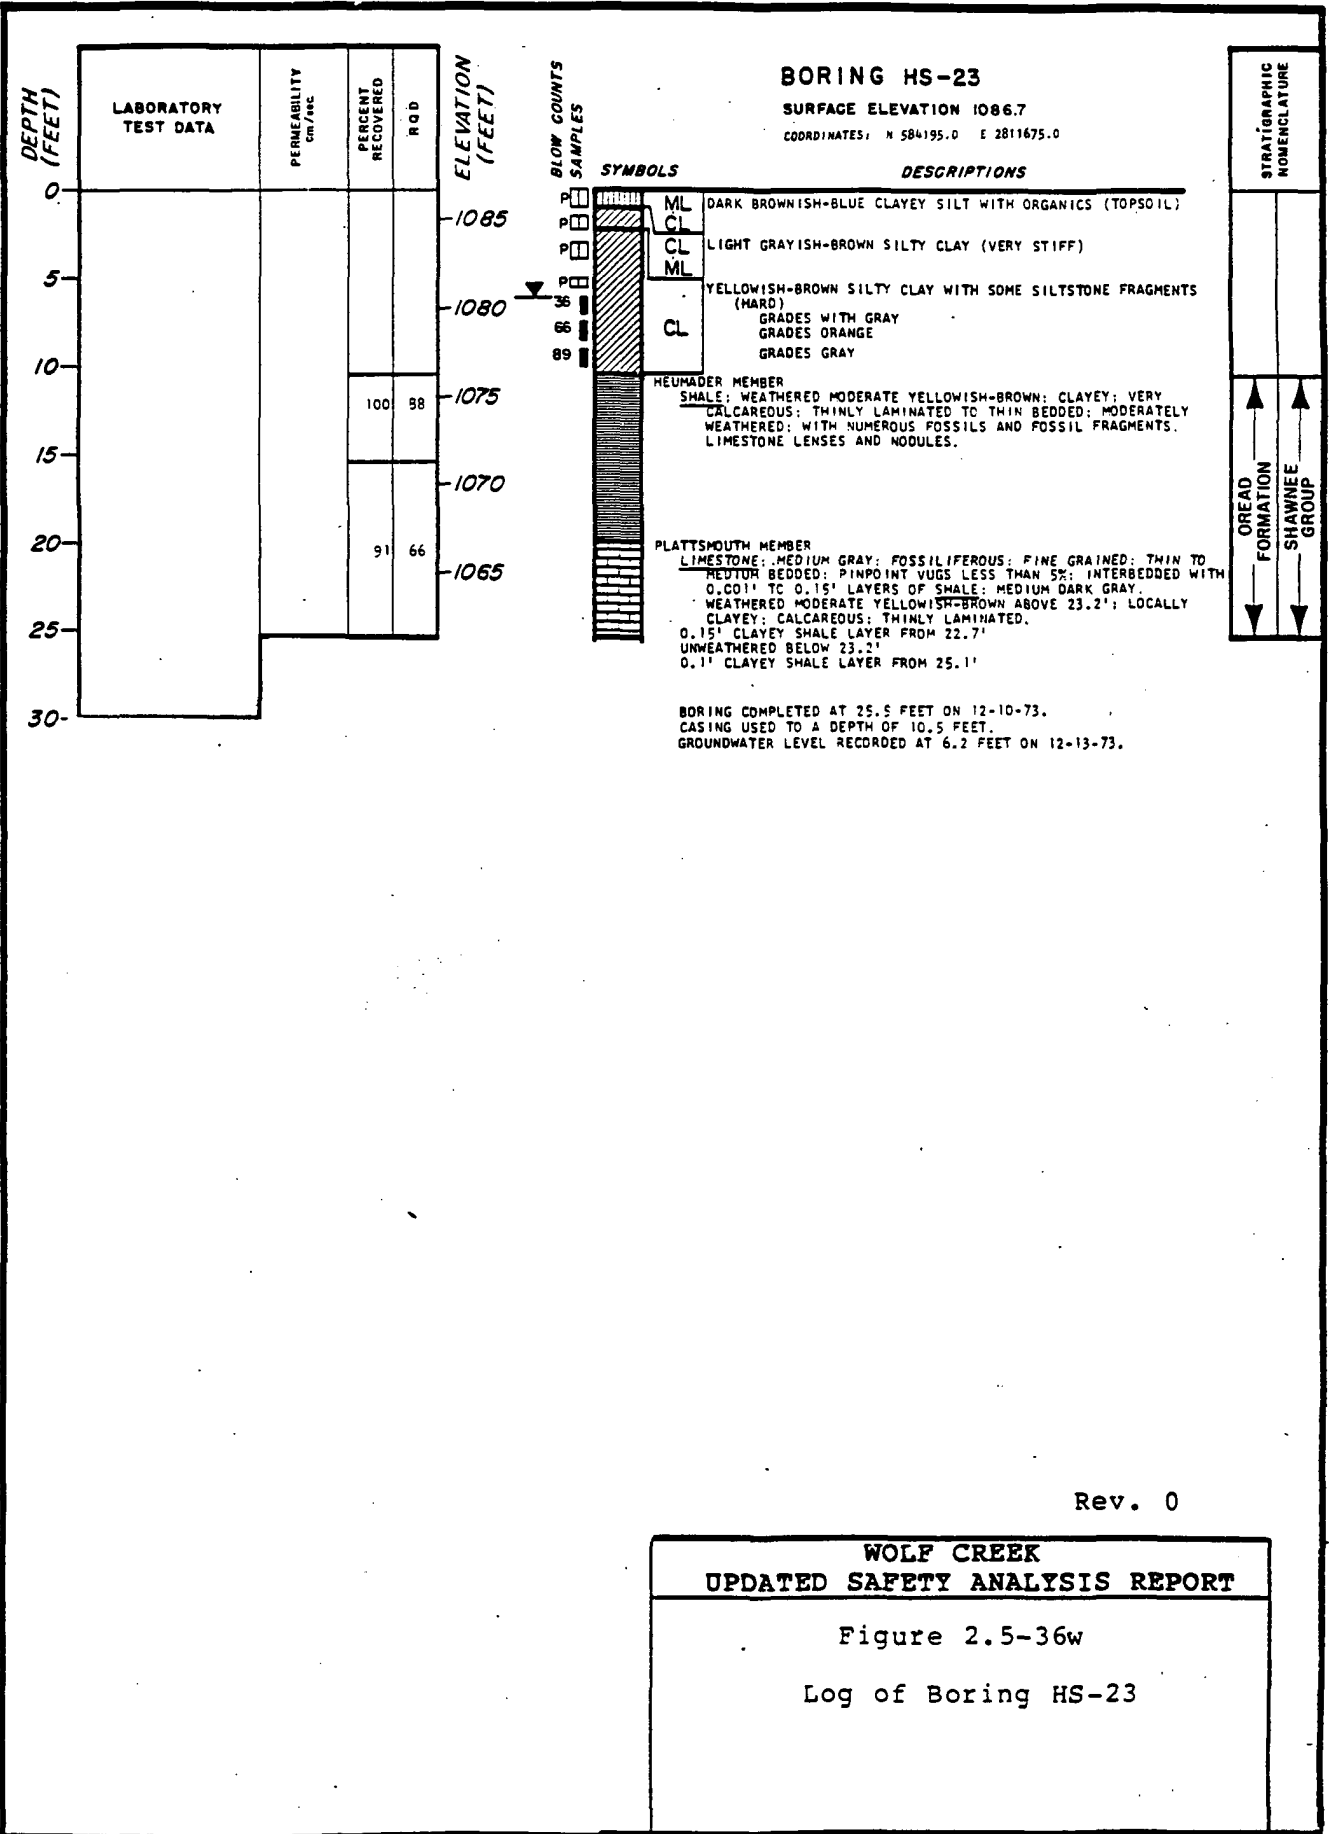 BORING HS-23
SURFACE ELEVATION 1086.7
COORDINATES: N 584195.0 E 2811675.0
DEPTH (FEET)
LABORATORY TEST DATA
PERMEABILITY cm/sec
PERCENT RECOVERED
RQD
ELEVATION (FEET)
BLOW COUNTS
SAMPLES
SYMBOLS
DESCRIPTIONS
STRATIGRAPHIC NOMENCLATURE
0
5
10
15
20
25
30
100 88
91 66
1085
1080
1075
1070
1065
P
P
P
P
36
66
89
ML
CL
CL
ML
CL
DARK BROWNISH-BLUE CLAYEY SILT WITH ORGANICS (TOPSOIL)
LIGHT GRAYISH-BROWN SILTY CLAY (VERY STIFF)
YELLOWISH-BROWN SILTY CLAY WITH SOME SILTSTONE FRAGMENTS
(HARD)
GRADES WITH GRAY
GRADES ORANGE
GRADES GRAY
HEUMADER MEMBER
SHALE: WEATHERED MODERATE YELLOWISH-BROWN: CLAYEY; VERY
CALCAREOUS: THINLY LAMINATED TO THIN BEDDED: MODERATELY
WEATHERED: WITH NUMEROUS FOSSILS AND FOSSIL FRAGMENTS.
LIMESTONE LENSES AND NODULES.
PLATTSMOUTH MEMBER
LIMESTONE: MEDIUM GRAY: FOSSILIFEROUS: FINE GRAINED: THIN TO
MEDIUM BEDDED: PINPOINT VUGS LESS THAN 5%: INTERBEDDED WITH
0.001' TO 0.15' LAYERS OF SHALE: MEDIUM DARK GRAY.
WEATHERED MODERATE YELLOWISH-BROWN ABOVE 23.2': LOCALLY
CLAYEY: CALCAREOUS: THINLY LAMINATED.
0.15' CLAYEY SHALE LAYER FROM 22.7'
UNWEATHERED BELOW 23.2'
0.1' CLAYEY SHALE LAYER FROM 25.1'
BORING COMPLETED AT 25.5 FEET ON 12-10-73.
CASING USED TO A DEPTH OF 10.5 FEET.
GROUNDWATER LEVEL RECORDED AT 6.2 FEET ON 12-13-73.
OREAD FORMATION
SHAWNEE GROUP
Rev. 0
WOLF CREEK
UPDATED SAFETY ANALYSIS REPORT
Figure 2.5-36w
Log of Boring HS-23